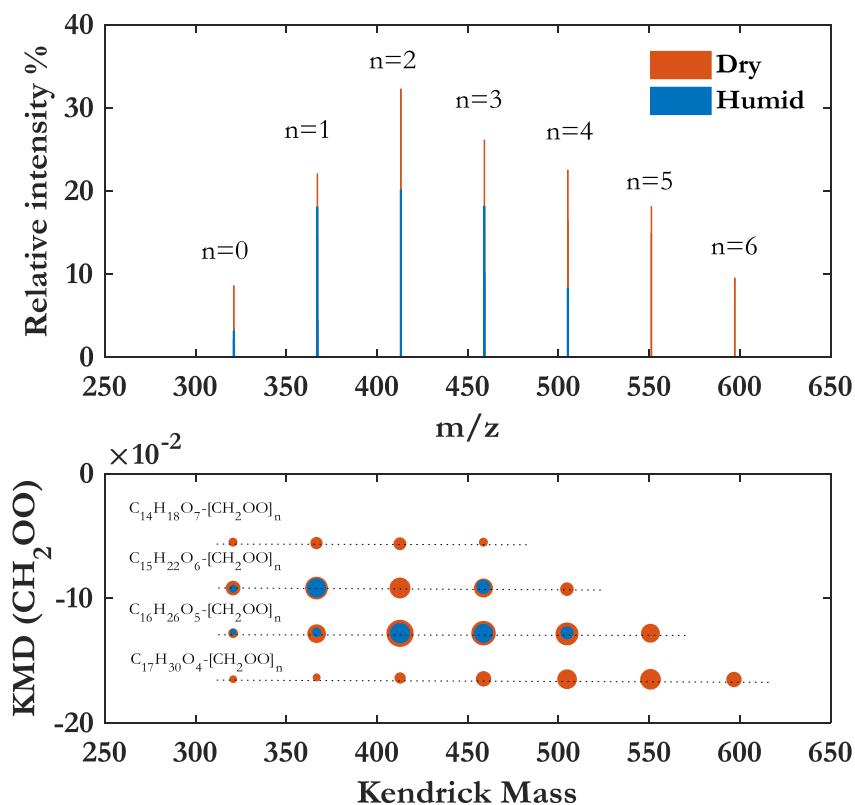 40
30
20
10
0
Relative intensity %
n=0
n=1
n=2
n=3
n=4
n=5
n=6
Dry
Humid
250 300 350 400 450 500 550 600 650
m/z
×10⁻²
0
-10
-20
KMD (CH₂OO)
C₁₄H₁₈O₇-[CH₂OO]ₙ
C₁₅H₂₂O₆-[CH₂OO]ₙ
C₁₆H₂₆O₅-[CH₂OO]ₙ
C₁₇H₃₀O₄-[CH₂OO]ₙ
250 300 350 400 450 500 550 600 650
Kendrick Mass